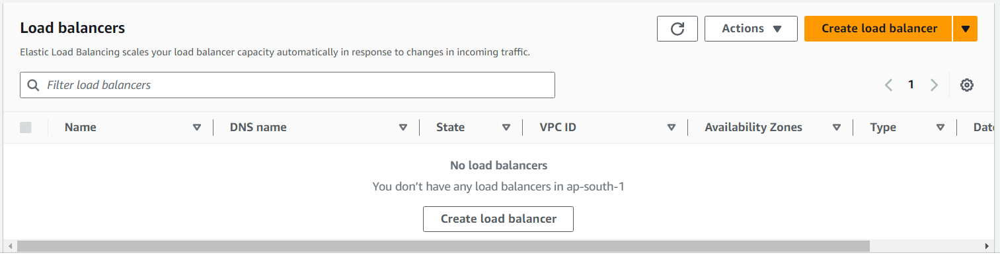 Load balancers
Actions
Create load balancer
Elastic Load Balancing scales your load balancer capacity automatically in response to changes in incoming traffic.
Filter load balancers
1
Name DNS name State VPC ID Availability Zones Type Date
No load balancers
You don’t have any load balancers in ap-south-1
Create load balancer